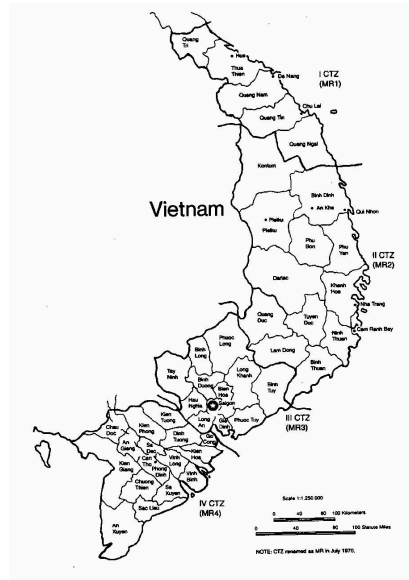 Quang
Tri
Hue
Thua
Thien
Da Nang
I CTZ
(MR1)
Quang Nam
Chu Lai
Quang Tin
Quang Ngai
Kontum
Binh Dinh
An Khe
Qui Nhon
Vietnam
Pleiku
Pleiku
Phu
Bon
Phu
Yen
II CTZ
(MR2)
Darlac
Khanh
Hoa
Nha Trang
Quang
Duc
Tuyen
Duc
Ninh
Thuan
Cam Ranh Bay
Phuoc
Long
Binh
Long
Lam Dong
Binh
Thuan
Tay
Ninh
Long
Khanh
Binh
Duong
Bien
Hoa
Binh
Tuy
Hau
Nghia
Saigon
III CTZ
(MR3)
Long
An
Gia
Dinh
Phuoc Tuy
Kien
Tuong
Go
Cong
Chau
Doc
Kien
Phong
Dinh
Tuong
Kien
Hoa
An
Giang
Sa
Dec
Vinh
Long
Can
Tho
Phong
Dinh
Kien
Giang
Vinh
Binh
Chuong
Thien
Ba
Xuyen
IV CTZ
(MR4)
Bac Lieu
An
Xuyen
Scale 1:1,250,000
0 20 40 60 80 100 Kilometers
0 20 40 60 80 100 Statute Miles
NOTE: CTZ renamed as MR in July 1970.